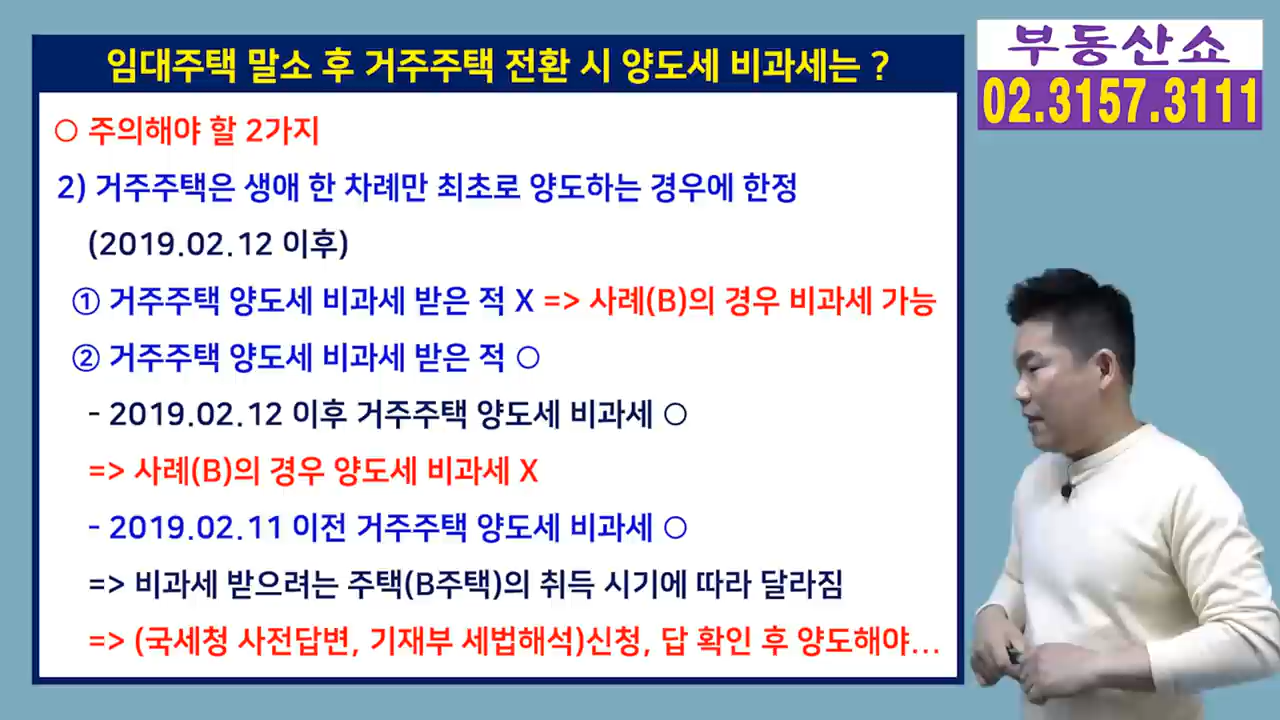 임대주택 말소 후 거주주택 전환 시 양도세 비과세는 ?
부동산쇼
02.3157.3111
○ 주의해야 할 2가지
2) 거주주택은 생애 한 차례만 최초로 양도하는 경우에 한정
(2019.02.12 이후)
① 거주주택 양도세 비과세 받은 적 X => 사례(B)의 경우 비과세 가능
② 거주주택 양도세 비과세 받은 적 ○
- 2019.02.12 이후 거주주택 양도세 비과세 ○
=> 사례(B)의 경우 양도세 비과세 X
- 2019.02.11 이전 거주주택 양도세 비과세 ○
=> 비과세 받으려는 주택(B주택)의 취득 시기에 따라 달라짐
=> (국세청 사전답변, 기재부 세법해석)신청, 답 확인 후 양도해야...